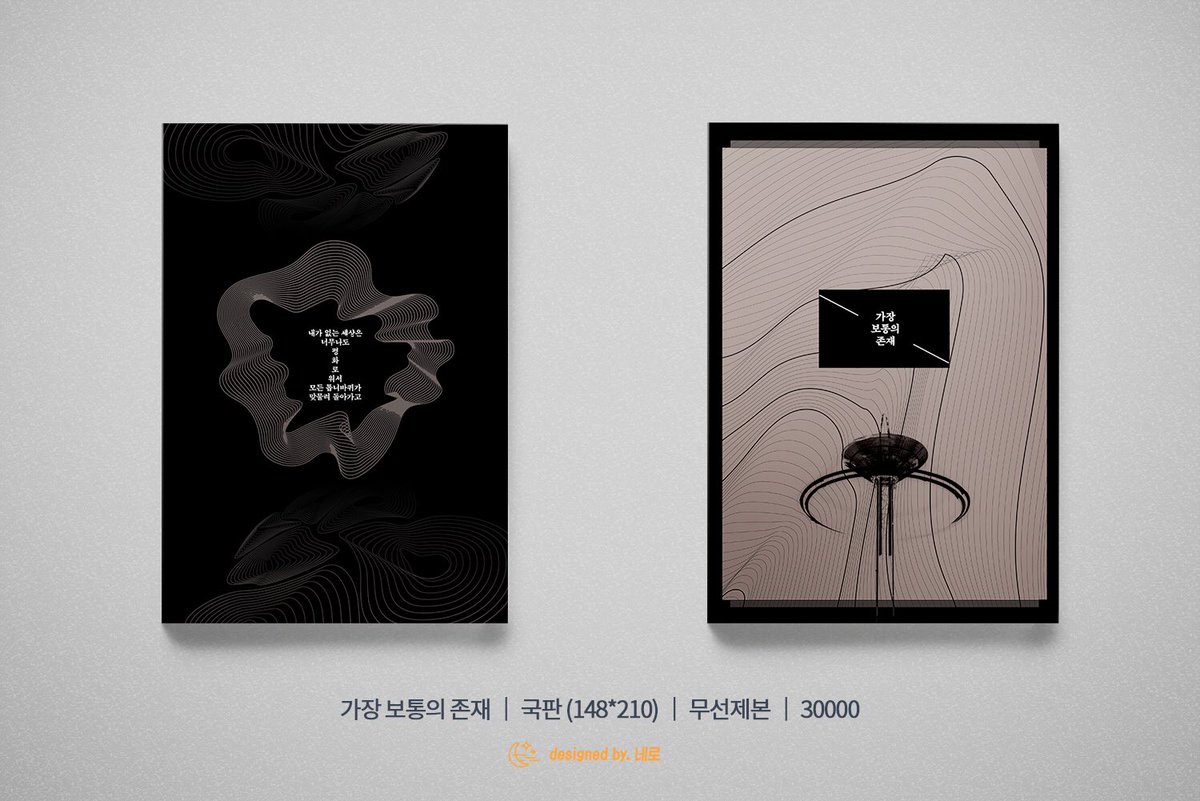 내가 없는 세상은
너무나도
평
화
로
워서
모든 톱니바퀴가
맞물려 돌아가고
가장
보통의
존재
가장 보통의 존재 | 국판 (148*210) | 무선제본 | 30000
designed by. 네로